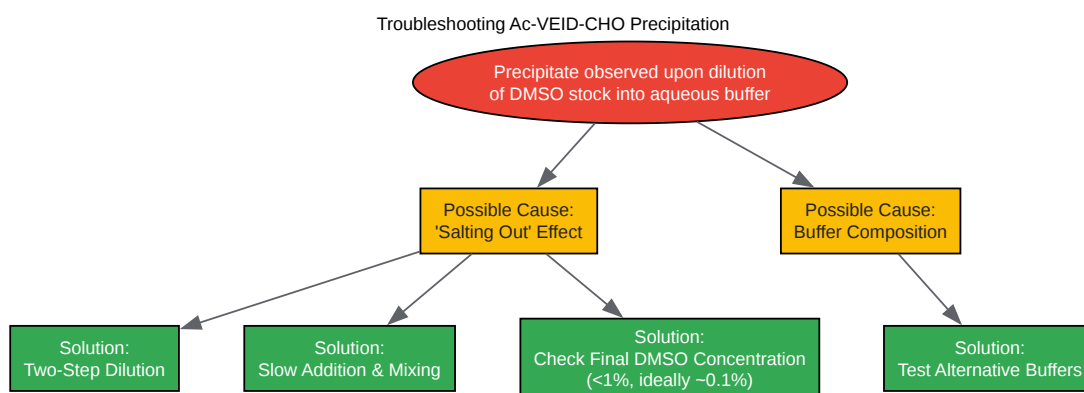 Troubleshooting Ac-VEID-CHO Precipitation
Precipitate observed upon dilution
of DMSO stock into aqueous buffer
Possible Cause:
'Salting Out' Effect
Possible Cause:
Buffer Composition
Solution:
Two-Step Dilution
Solution:
Slow Addition & Mixing
Solution:
Check Final DMSO Concentration
(<1%, ideally ~0.1%)
Solution:
Test Alternative Buffers